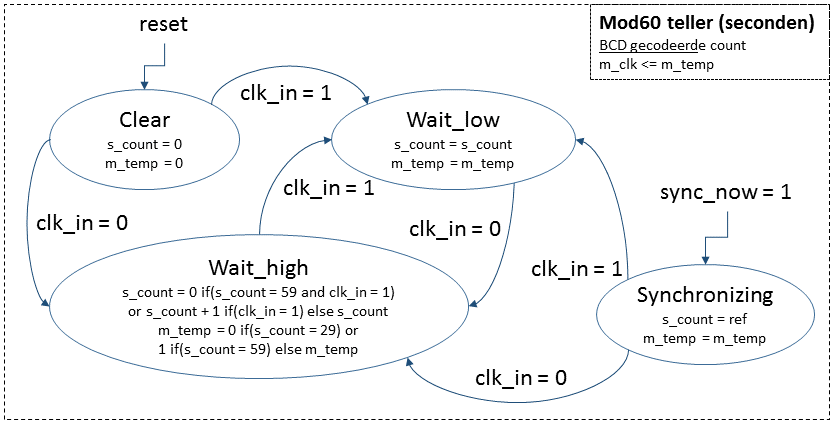 reset
Mod60 teller (seconden)
BCD gecodeerde count
m_clk <= m_temp
clk_in = 1
Clear
s_count = 0
m_temp = 0
Wait_low
s_count = s_count
m_temp = m_temp
clk_in = 1
sync_now = 1
clk_in = 0
clk_in = 0
Wait_high
s_count = 0 if(s_count = 59 and clk_in = 1)
or s_count + 1 if(clk_in = 1) else s_count
m_temp = 0 if(s_count = 29) or
1 if(s_count = 59) else m_temp
clk_in = 1
Synchronizing
s_count = ref
m_temp = m_temp
clk_in = 0